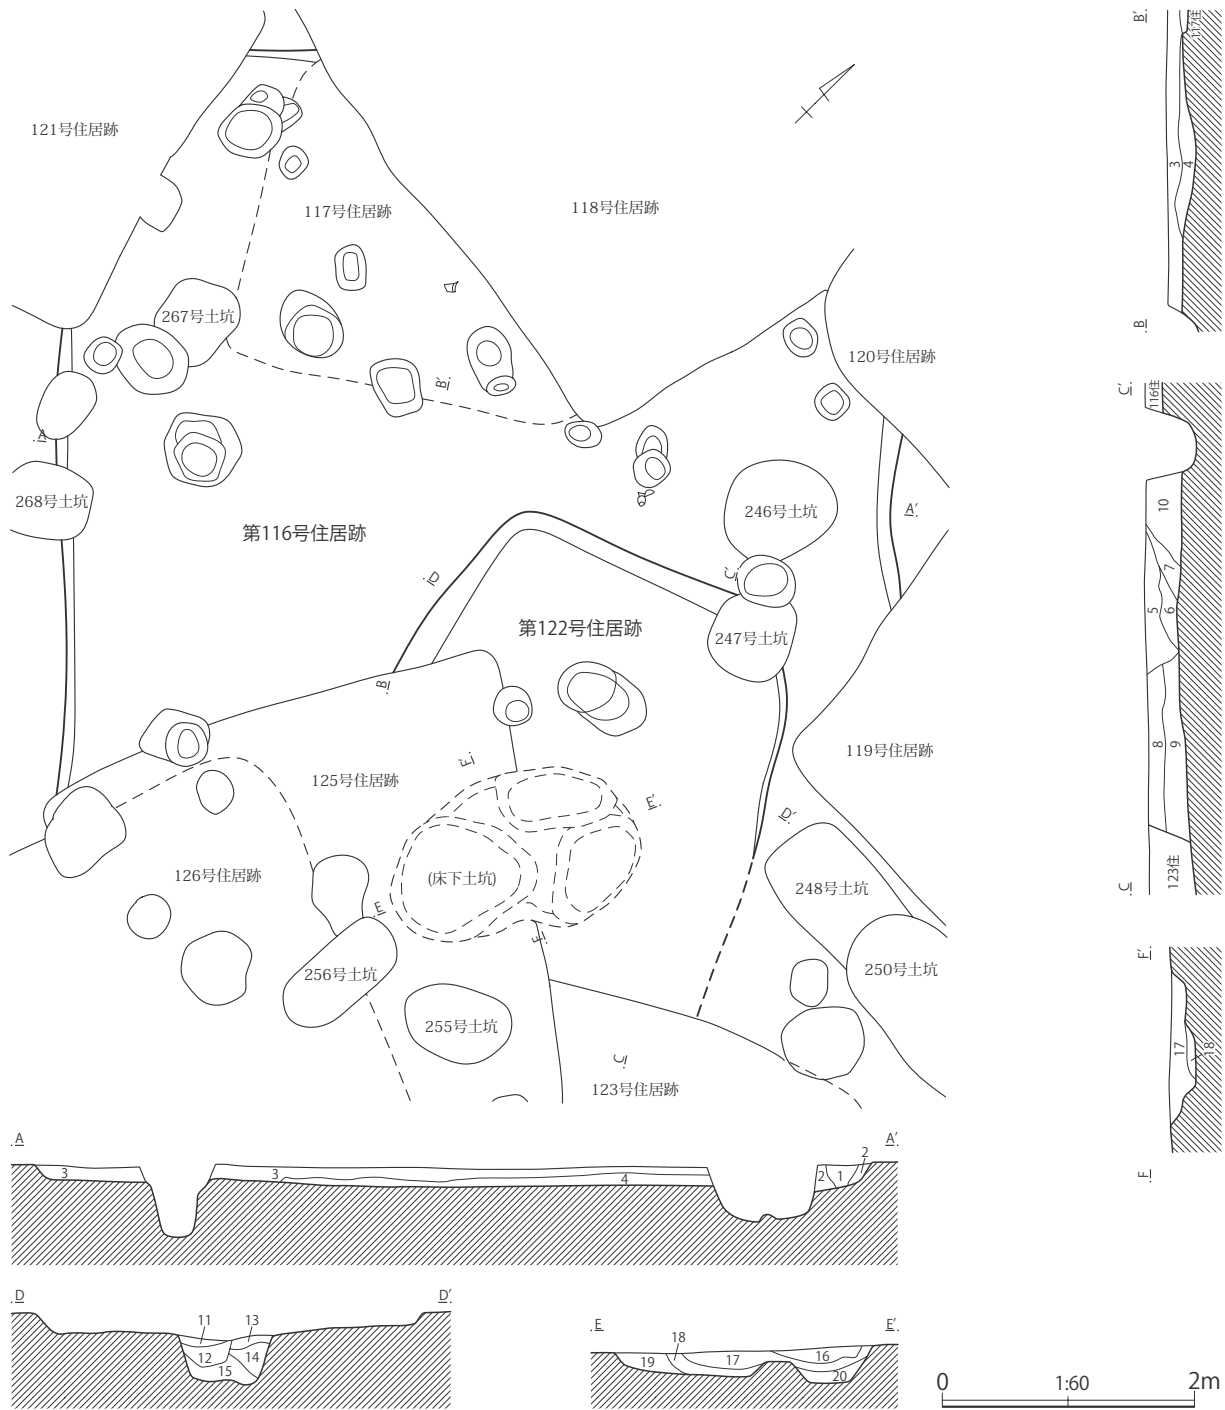 121号住居跡
117号住居跡
118号住居跡
267号土坑
120号住居跡
B′
A
268号土坑
246号土坑
A′
第116号住居跡
D
C′
第122号住居跡
247号土坑
B
125号住居跡
F′
E′
119号住居跡
D′
126号住居跡
(床下土坑)
248号土坑
E
F
256号土坑
250号土坑
255号土坑
C
123号住居跡
B′
117住
3
4
B
C′
116住
10
7
5
6
8
9
123住
C
F′
17
18
F
A
A′
3
3
4
2
1
2
D
D′
11
13
12
14
15
E
E′
18
19
17
16
20
0
1:60
2m